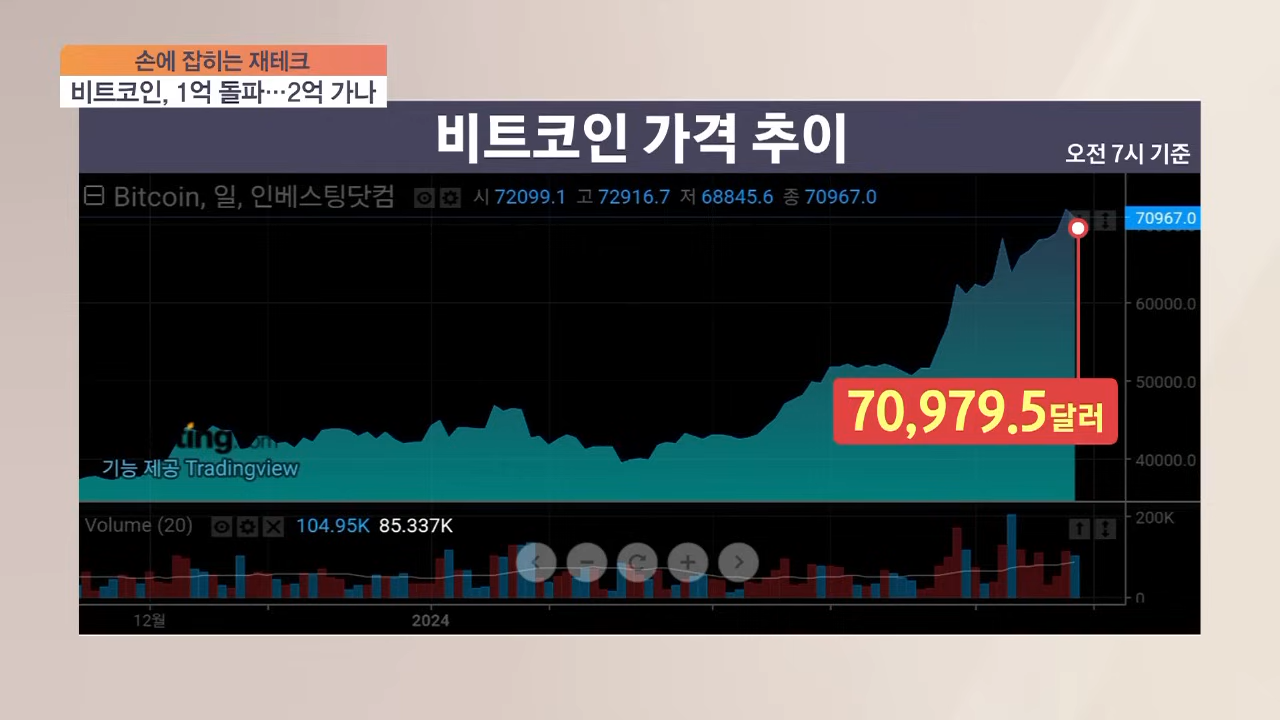 손에 잡히는 재테크
비트코인, 1억 돌파…2억 가나
비트코인 가격 추이
오전 7시 기준
Bitcoin, 일, 인베스팅닷컴 시 72099.1 고 72916.7 저 68845.6 종 70967.0
70967.0
60000.0
50000.0
70,979.5달러
40000.0
ting.com
기능 제공 Tradingview
Volume (20) 104.95K 85.337K
200K
0
12월 2024